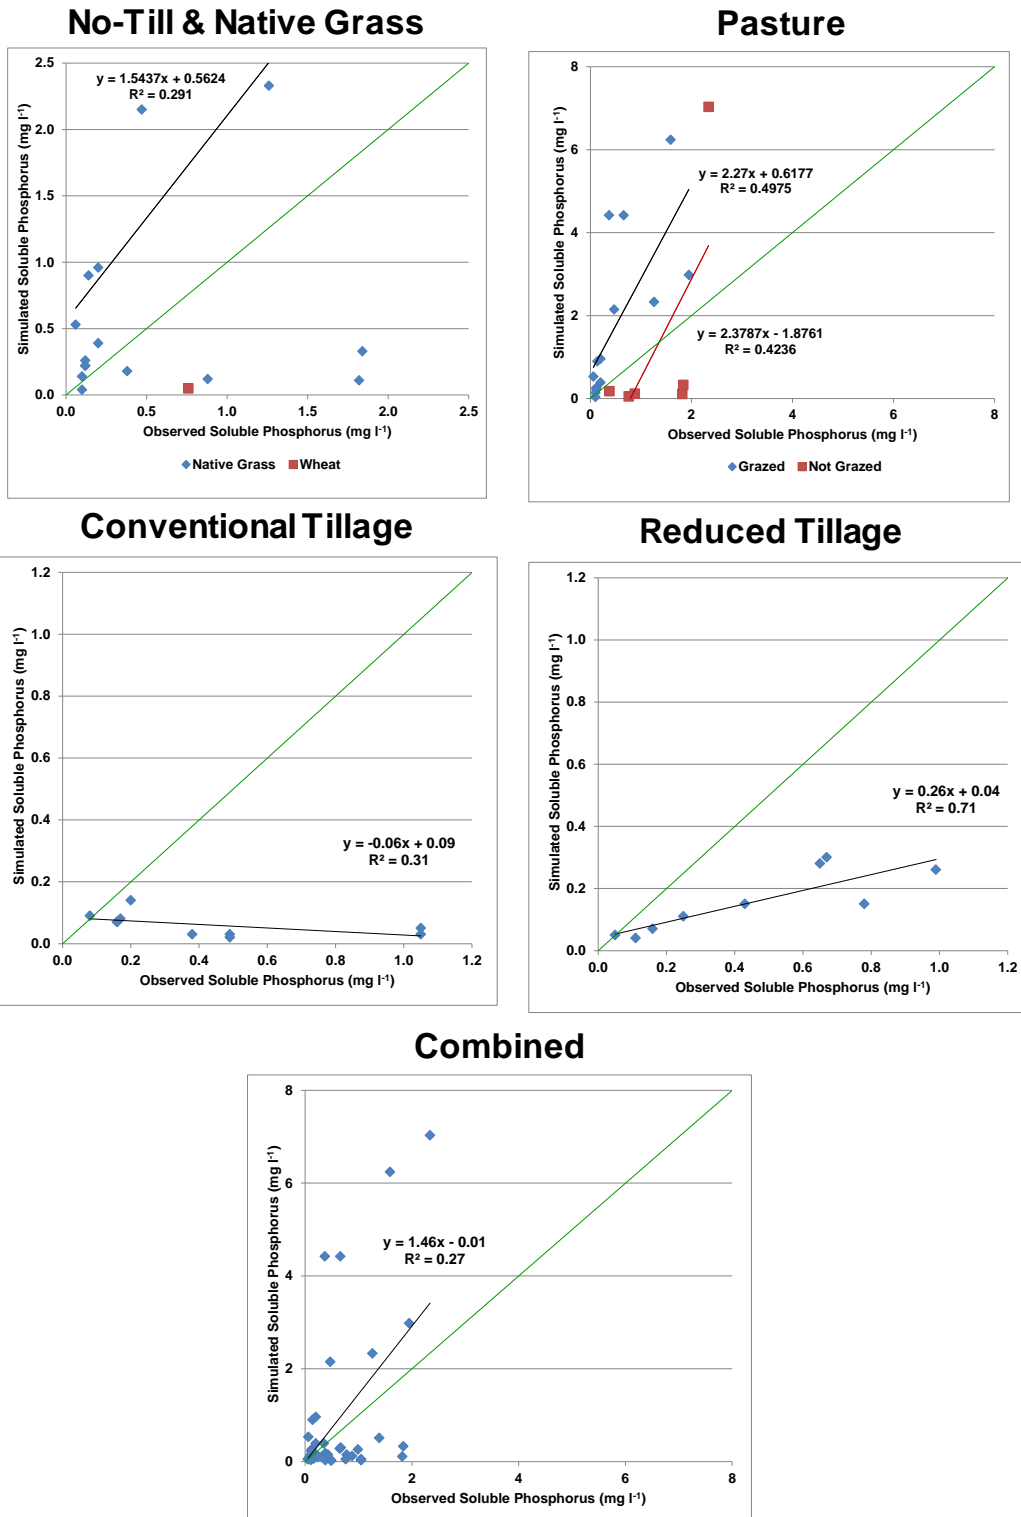 No-Till & Native Grass
2.5
2.0
1.5
1.0
0.5
0.0
Simulated Soluble Phosphorus (mg l⁻¹)
y = 1.5437x + 0.5624
R² = 0.291
0.0 0.5 1.0 1.5 2.0 2.5
Observed Soluble Phosphorus (mg l⁻¹)
Native Grass Wheat
Pasture
8
6
4
2
0
Simulated Soluble Phosphorus (mg l⁻¹)
y = 2.27x + 0.6177
R² = 0.4975
y = 2.3787x - 1.8761
R² = 0.4236
0 2 4 6 8
Observed Soluble Phosphorus (mg l⁻¹)
Grazed Not Grazed
Conventional Tillage
1.2
1.0
0.8
0.6
0.4
0.2
0.0
Simulated Soluble Phosphorus (mg l⁻¹)
y = -0.06x + 0.09
R² = 0.31
0.0 0.2 0.4 0.6 0.8 1.0 1.2
Observed Soluble Phosphorus (mg l⁻¹)
Reduced Tillage
1.2
1.0
0.8
0.6
0.4
0.2
0.0
Simulated Soluble Phosphorus (mg l⁻¹)
y = 0.26x + 0.04
R² = 0.71
0.0 0.2 0.4 0.6 0.8 1.0 1.2
Observed Soluble Phosphorus (mg l⁻¹)
Combined
8
6
4
2
0
Simulated Soluble Phosphorus (mg l⁻¹)
y = 1.46x - 0.01
R² = 0.27
0 2 4 6 8
Observed Soluble Phosphorus (mg l⁻¹)